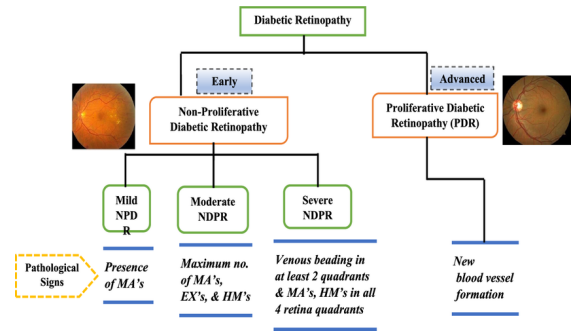 Diabetic Retinopathy
Early
Advanced
Non-Proliferative
Diabetic Retinopathy
Proliferative Diabetic
Retinopathy (PDR)
Mild
NPD
R
Moderate
NDPR
Severe
NDPR
Pathological
Signs
Presence
of MA's
Maximum no.
of MA's,
EX's, & HM's
Venous beading in
at least 2 quadrants
& MA's, HM's in all
4 retina quadrants
New
blood vessel
formation